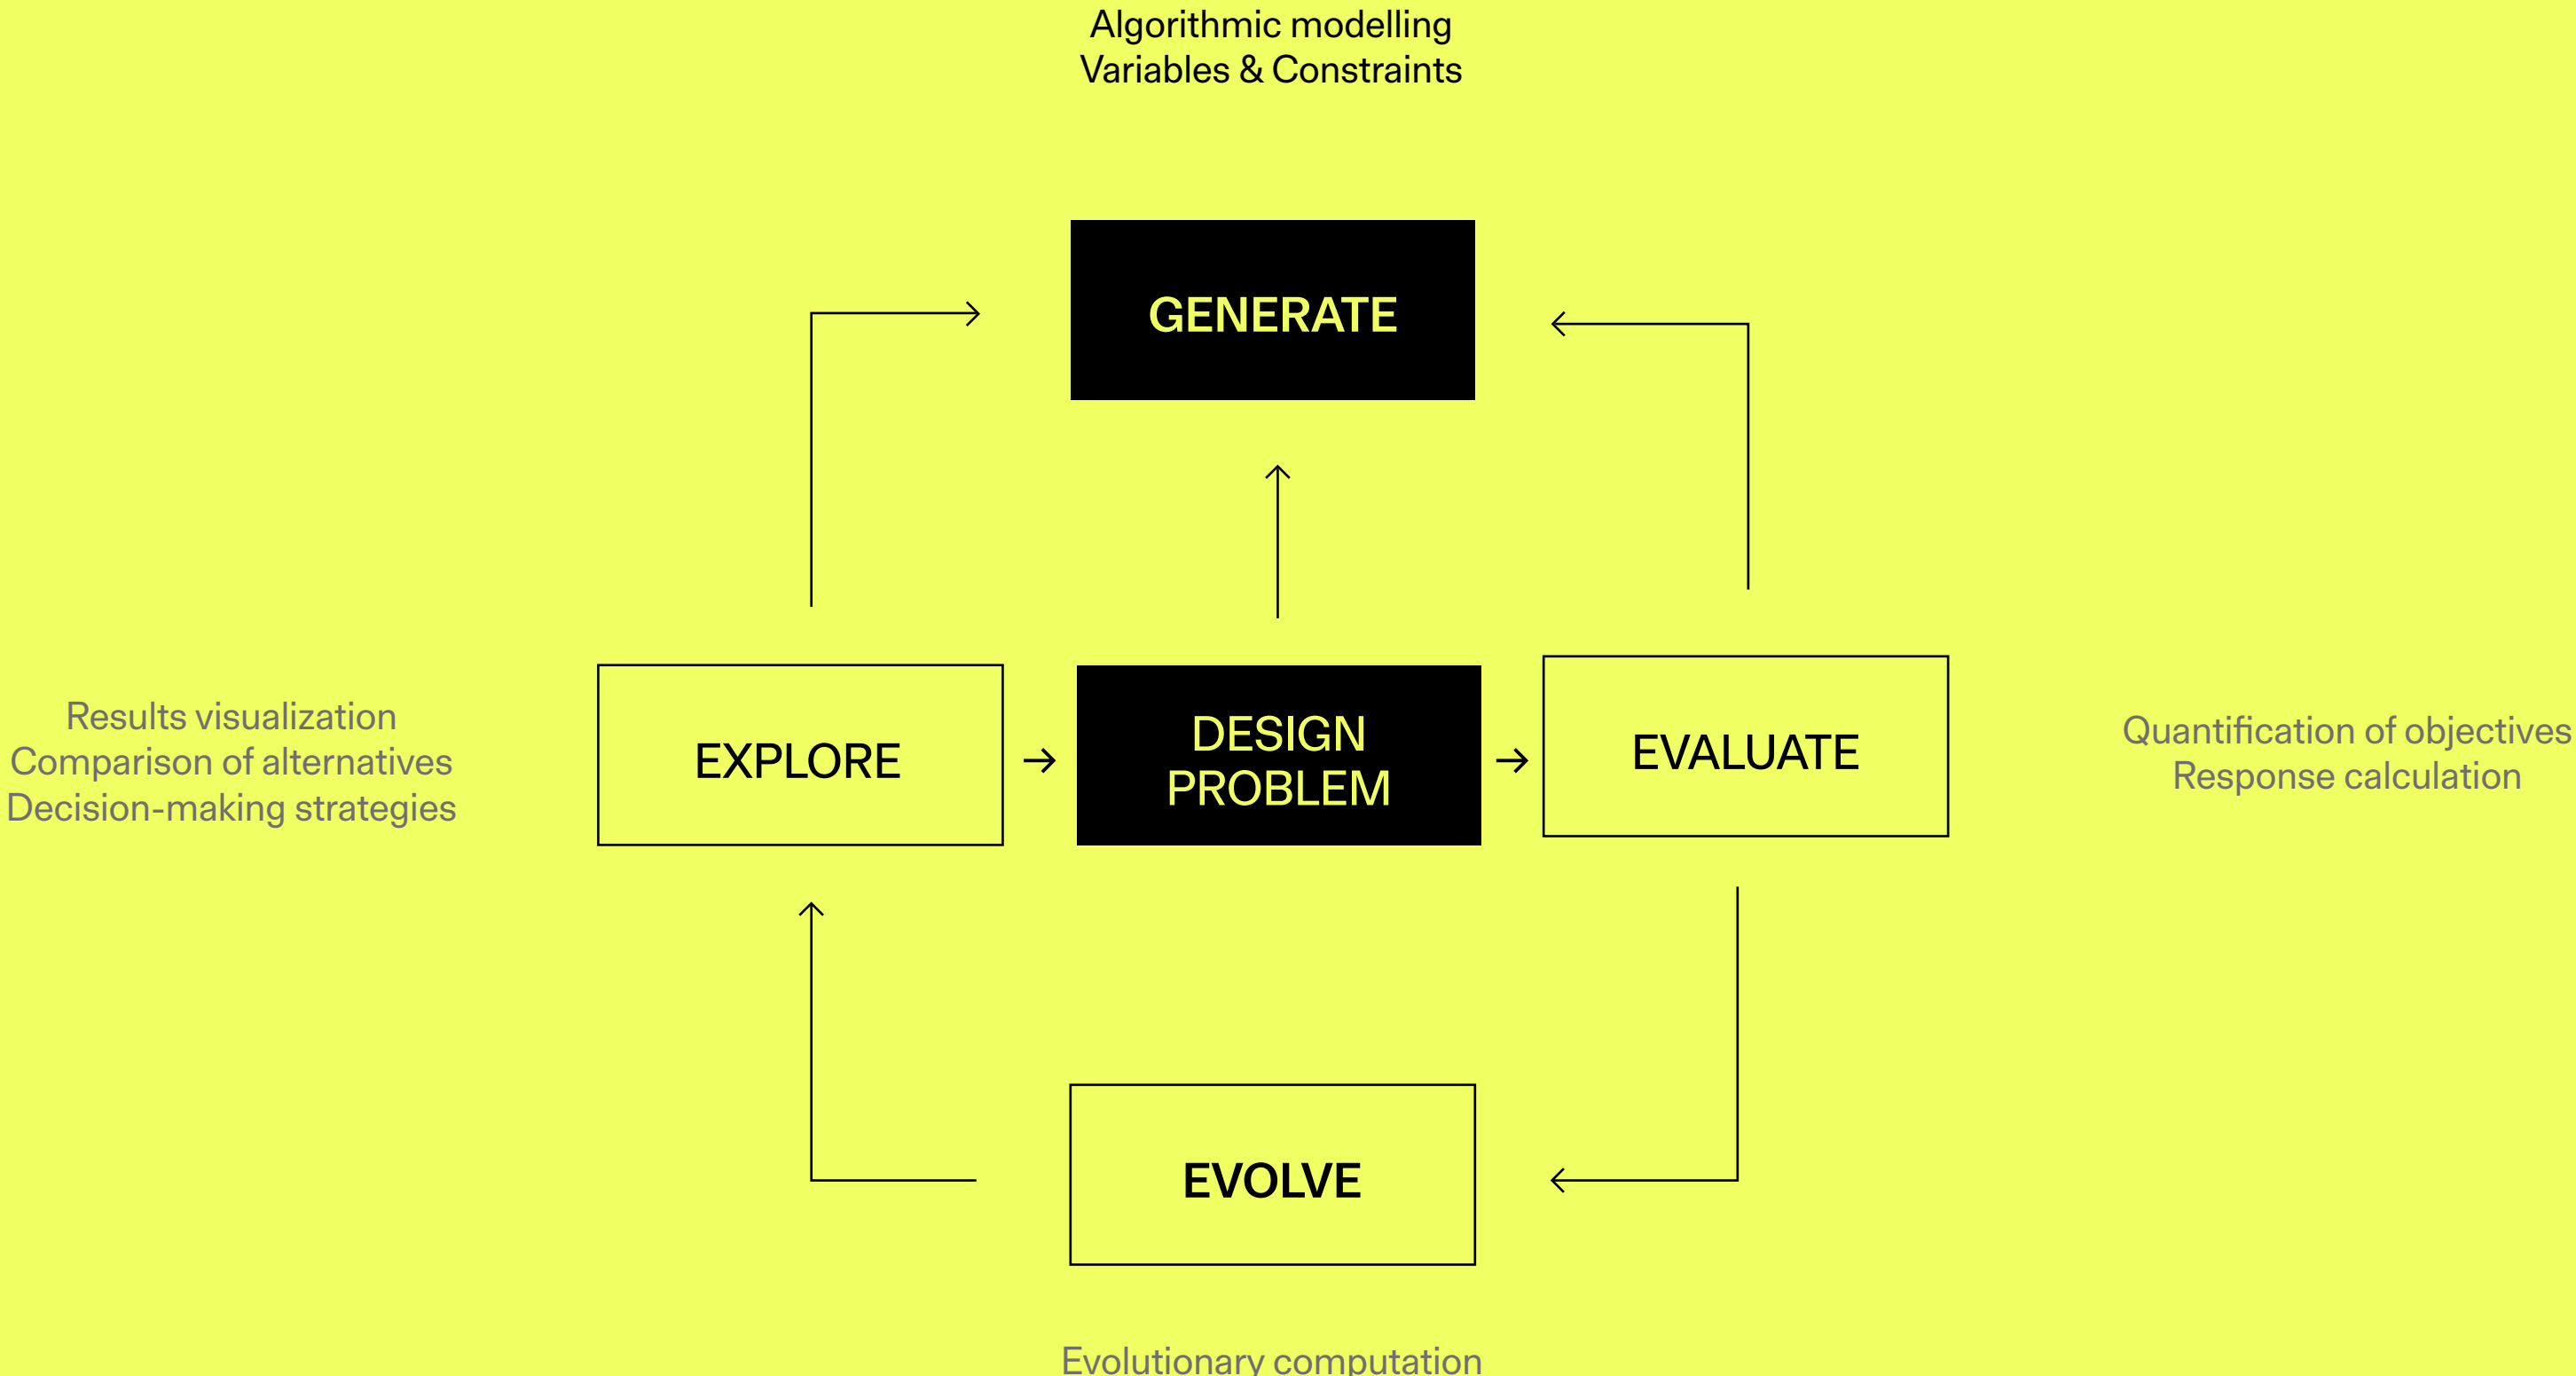 Algorithmic modelling
Variables & Constraints
GENERATE
Results visualization
Comparison of alternatives
Decision-making strategies
EXPLORE
DESIGN
PROBLEM
EVALUATE
Quantification of objectives
Response calculation
EVOLVE
Evolutionary computation